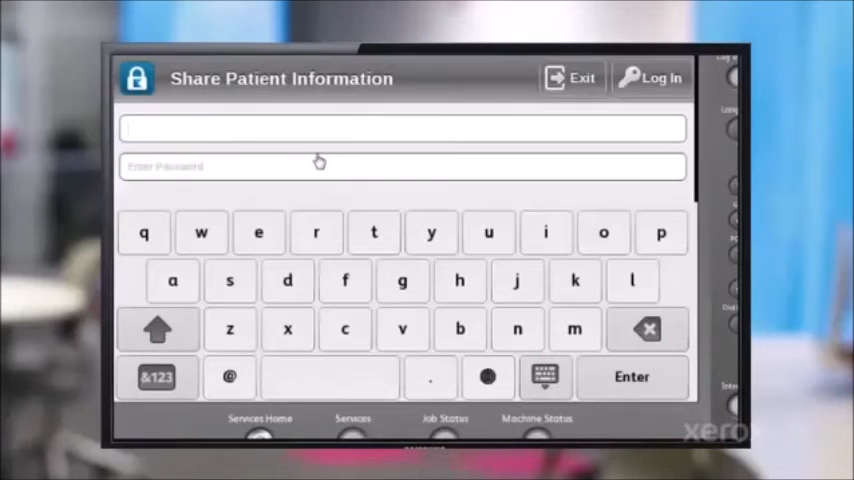 Share Patient Information
Exit
Log In
Enter Password
q w e r t y u i o p
a s d f g h j k l
z x c v b n m
&123 @ . Enter
Services Home
Services
Job Status
Machine Status
xerox